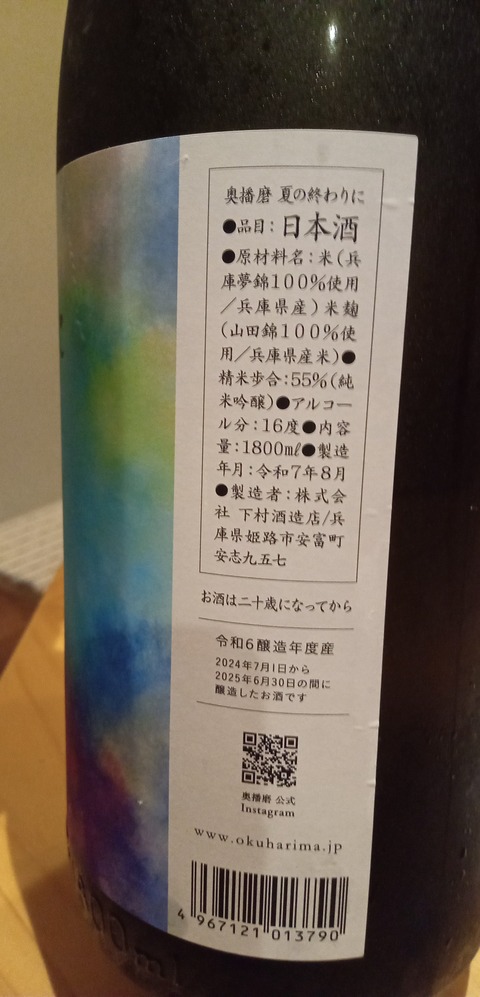 奥播磨 夏の終わりに
●品目：日本酒
●原材料名：米（兵
庫夢錦１００％使用
／兵庫県産）米麹
（山田錦１００％使
用／兵庫県産米）●
精米歩合：55％（純
米吟醸）●アルコー
ル分：16度●内容
量：1800mℓ●製造
年月：令和7年8月
●製造者：株式会
社 下村酒造店/兵
庫県姫路市安富町
安志九五七
お酒は二十歳になってから
令和6醸造年度産
2024年7月1日から
2025年6月30日の間に
醸造したお酒です
奥播磨 公式
Instagram
www.okuharima.jp
4 967121 013790